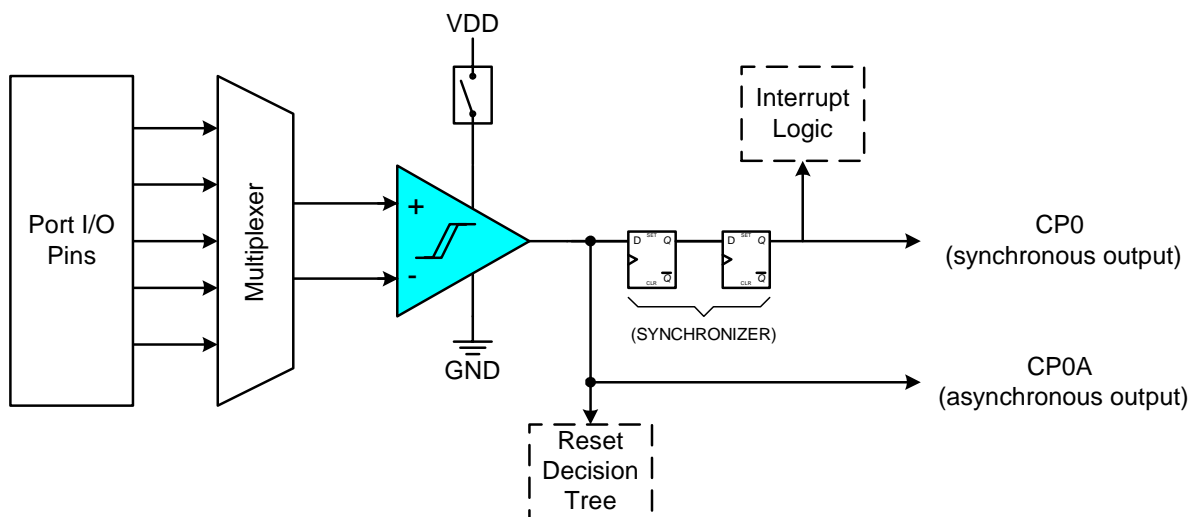 VDD
Interrupt
Logic
Port I/O
Pins
Multiplexer
+
-
D SET Q
CLR Q
D SET Q
CLR Q
(SYNCHRONIZER)
GND
CP0
(synchronous output)
CP0A
(asynchronous output)
Reset
Decision
Tree